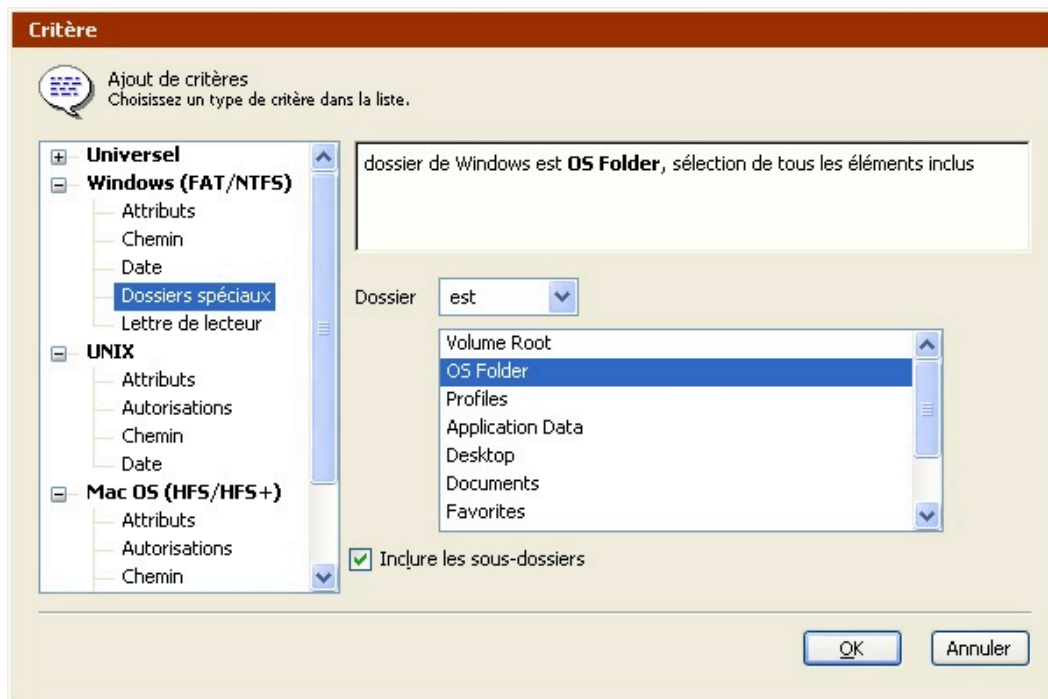 Critère
Ajout de critères
Choisissez un type de critère dans la liste.
Universel
Windows (FAT/NTFS)
Attributs
Chemin
Date
Dossiers spéciaux
Lettre de lecteur
UNIX
Attributs
Autorisations
Chemin
Date
Mac OS (HFS/HFS+)
Attributs
Autorisations
Chemin
dossier de Windows est OS Folder, sélection de tous les éléments inclus
Dossier est
Volume Root
OS Folder
Profiles
Application Data
Desktop
Documents
Favorites
Inclure les sous-dossiers
OK Annuler